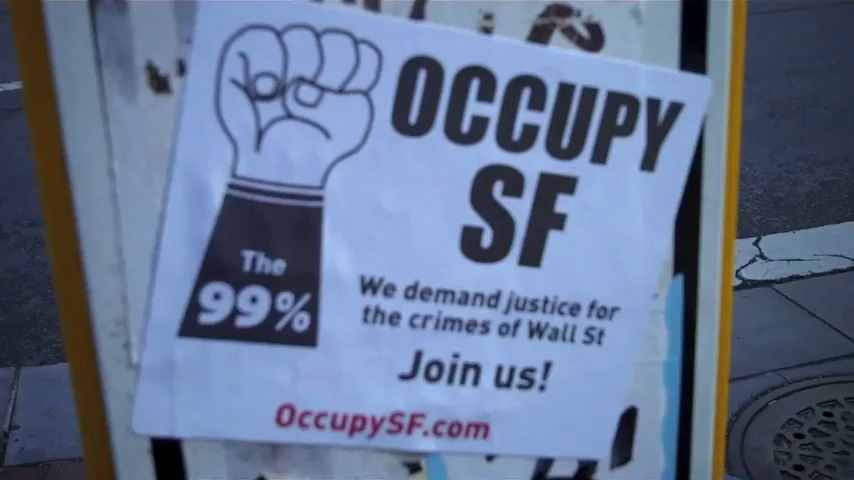 OCCUPY
SF
The
99%
We demand justice for
the crimes of Wall St
Join us!
OccupySF.com